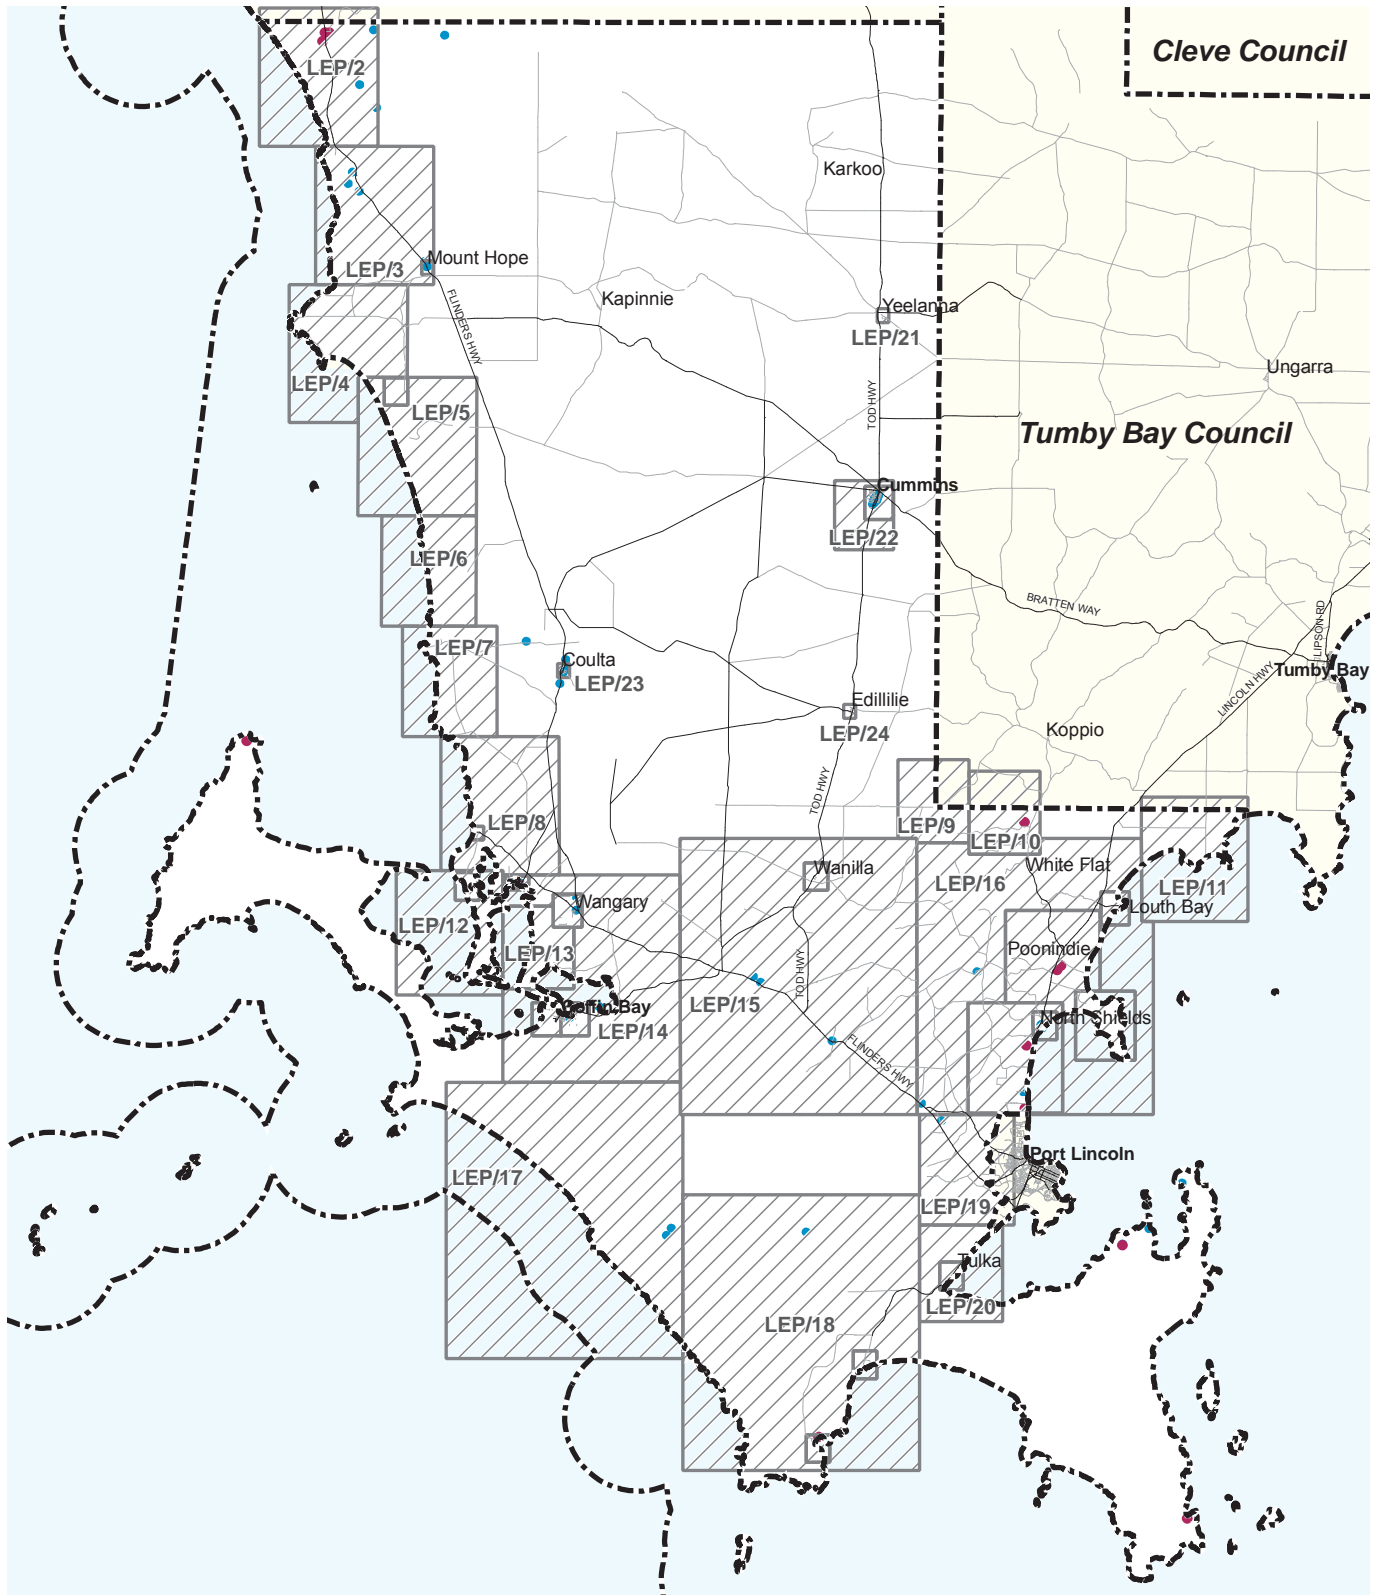 Cleve Council
LEP/2
Karkoo
Mount Hope
LEP/3
Kapinnie
Yeelanna
FLINDERS HWY
LEP/21
Ungarra
LEP/4
TOD HWY
LEP/5
Tumby Bay Council
Cummins
LEP/22
LEP/6
BRATTEN WAY
FLIPSON RD
LEP/7
Coulta
Tumby Bay
LEP/23
LINCOLN HWY
Edillilie
LEP/24
Koppio
TOD HWY
LEP/8
LEP/9
LEP/10
Wanilla
White Flat
LEP/16
LEP/11
Wangary
Louth Bay
LEP/12
LEP/13
Poonindie
TOD HWY
LEP/15
Coffin Bay
LEP/14
North Shields
FLINDERS HWY
Port Lincoln
LEP/17
LEP/19
Tulka
LEP/20
LEP/18